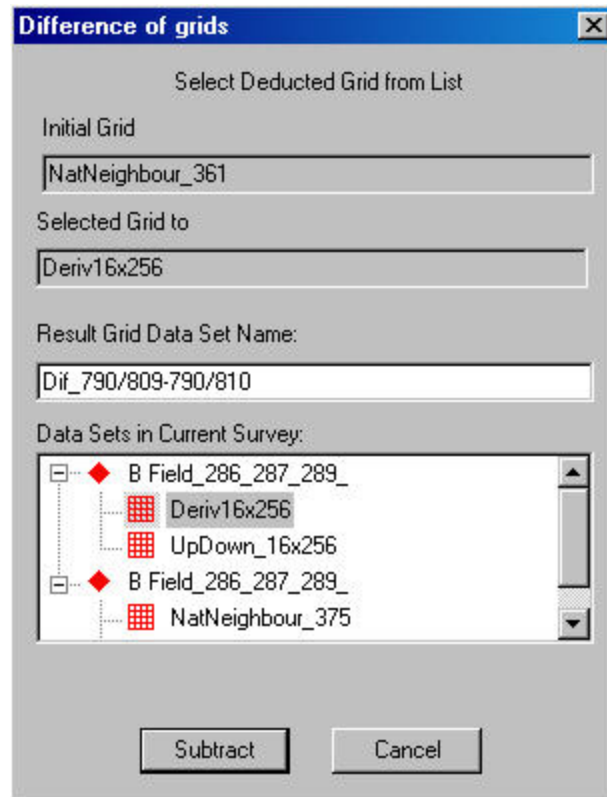 Difference of grids
Select Deducted Grid from List
Initial Grid
NatNeighbour_361
Selected Grid to
Deriv16x256
Result Grid Data Set Name:
Dif_790/809-790/810
Data Sets in Current Survey:
B Field_286_287_289_
Deriv16x256
UpDown_16x256
B Field_286_287_289_
NatNeighbour_375
Subtract Cancel